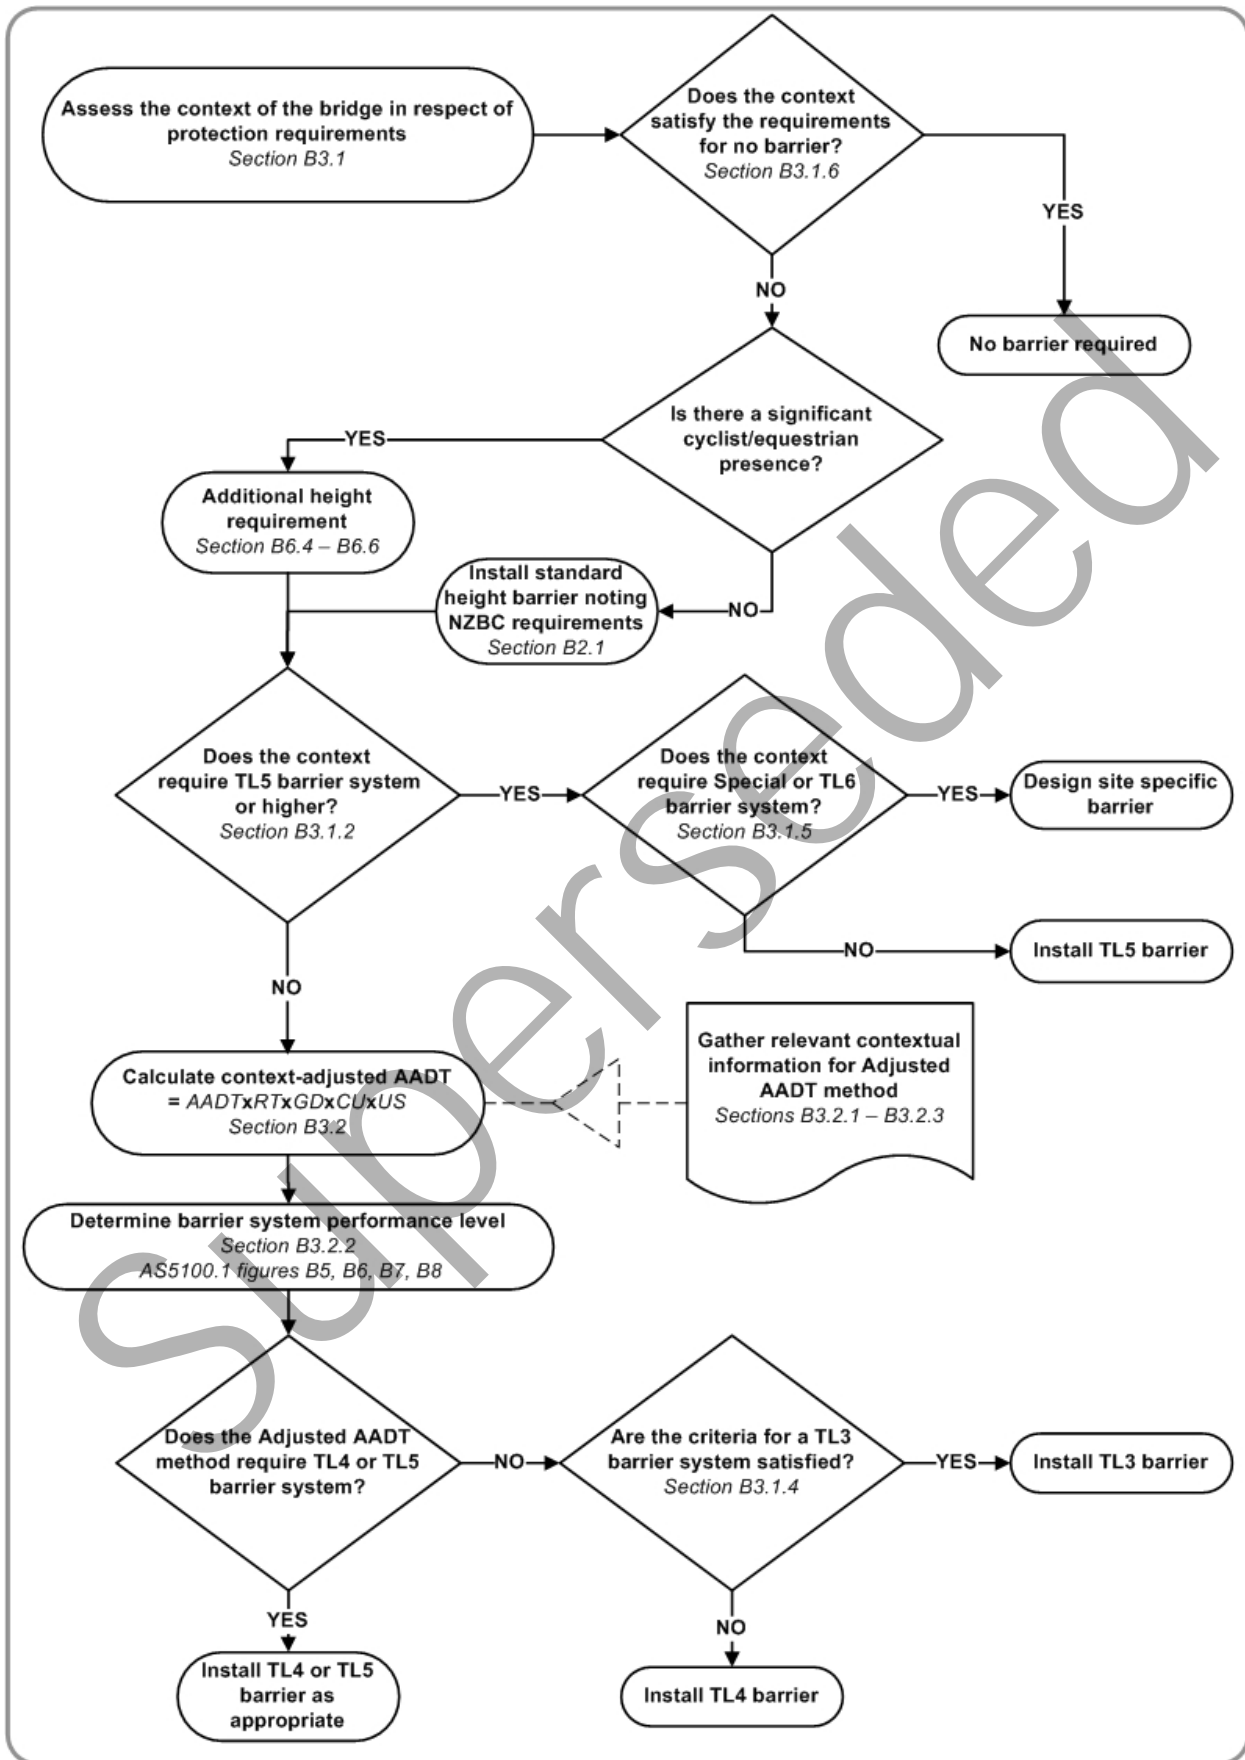 Assess the context of the bridge in respect of
protection requirements
Section B3.1
Does the context
satisfy the requirements
for no barrier?
Section B3.1.6
YES
NO
No barrier required
Is there a significant
cyclist/equestrian
presence?
YES
Additional height
requirement
Section B6.4 – B6.6
NO
Install standard
height barrier noting
NZBC requirements
Section B2.1
Does the context
require TL5 barrier system
or higher?
Section B3.1.2
YES
Does the context
require Special or TL6
barrier system?
Section B3.1.5
YES
Design site specific
barrier
NO
Install TL5 barrier
NO
Calculate context-adjusted AADT
= AADTxRTxGDxCUxUS
Section B3.2
Gather relevant contextual
information for Adjusted
AADT method
Sections B3.2.1 – B3.2.3
Determine barrier system performance level
Section B3.2.2
AS5100.1 figures B5, B6, B7, B8
Does the Adjusted AADT
method require TL4 or TL5
barrier system?
NO
Are the criteria for a TL3
barrier system satisfied?
Section B3.1.4
YES
Install TL3 barrier
YES
Install TL4 or TL5
barrier as
appropriate
NO
Install TL4 barrier
Superseded